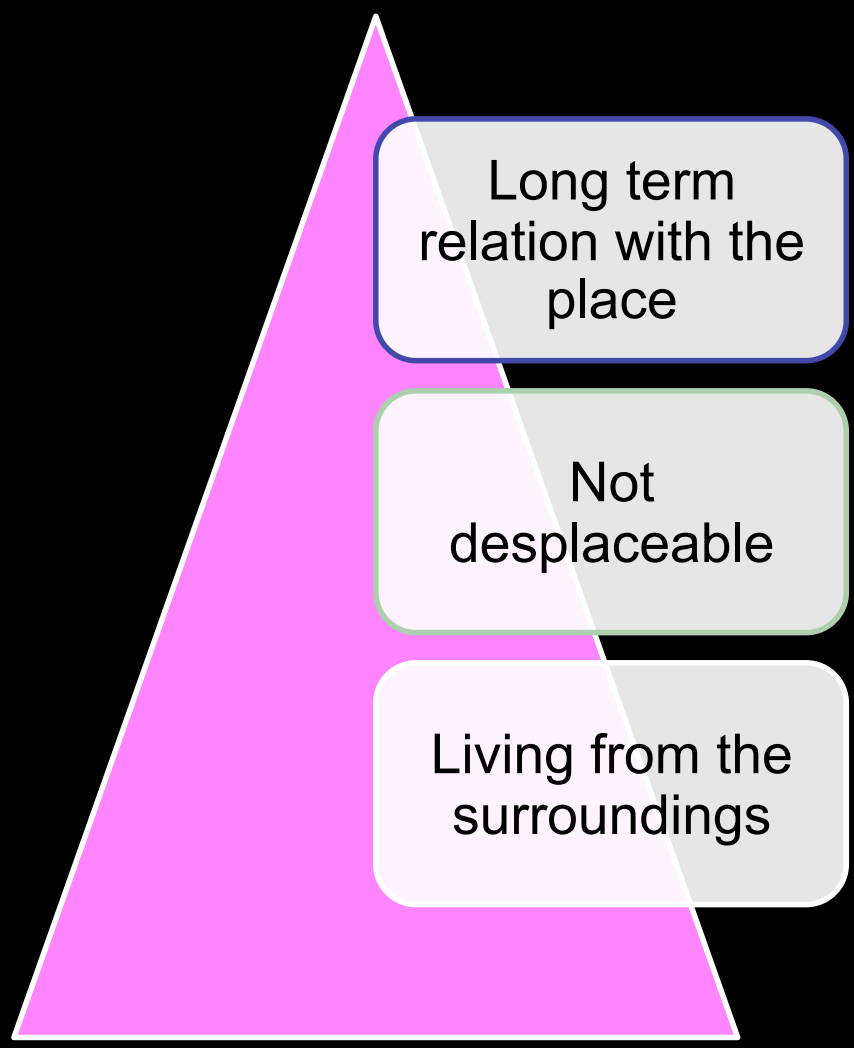 Long term
relation with the
place
Not
desplaceable
Living from the
surroundings